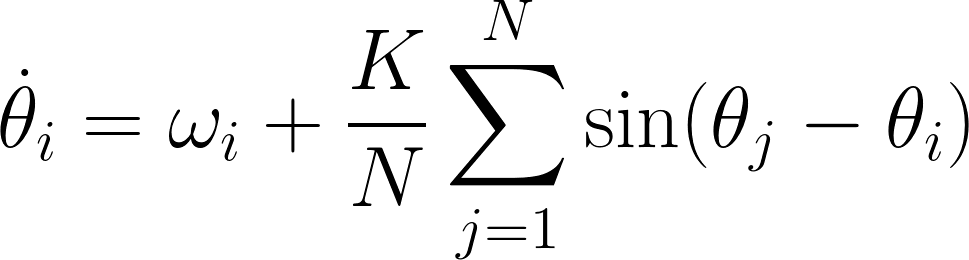 θ̇ᵢ = ωᵢ + K/N ∑_{j=1}^{N} sin(θⱼ − θᵢ)